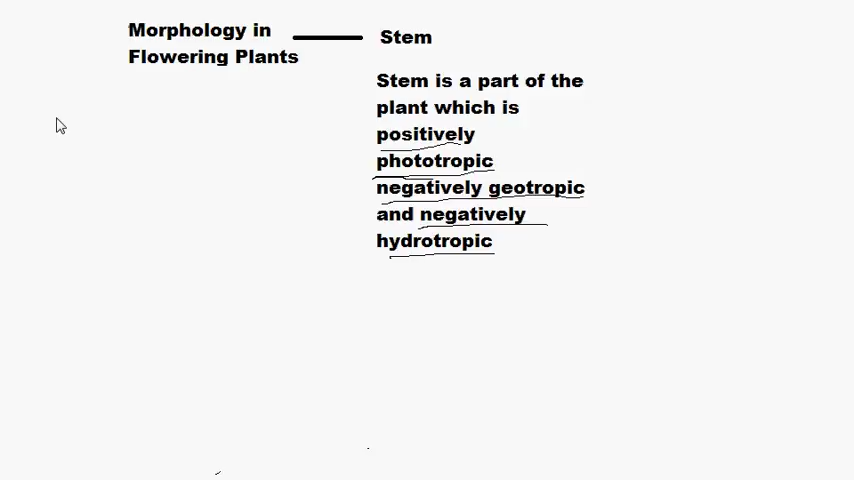 Morphology in
Flowering Plants
Stem
Stem is a part of the
plant which is
positively
phototropic
negatively geotropic
and negatively
hydrotropic